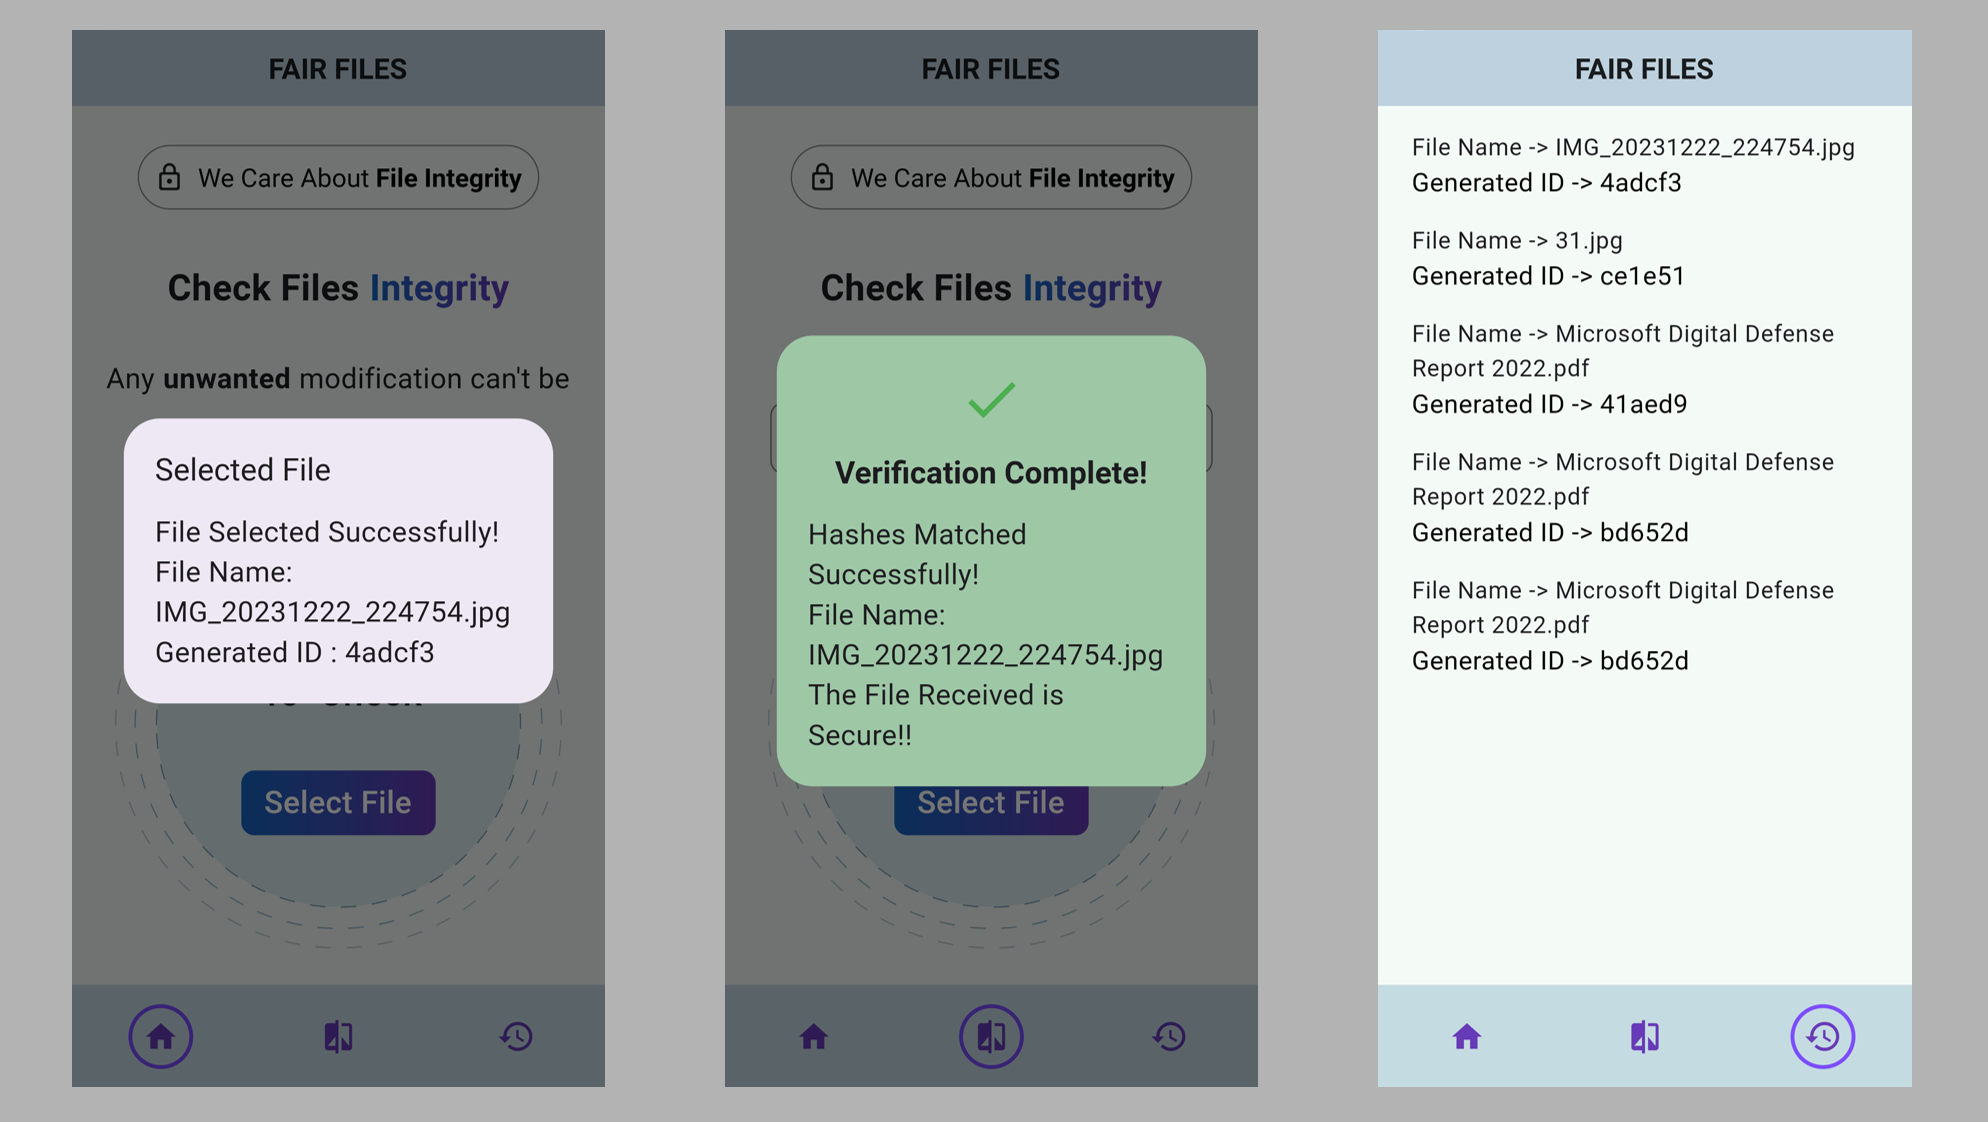 FAIR FILES
We Care About File Integrity
Check Files Integrity
Any unwanted modification can't be
Selected File
File Selected Successfully!
File Name:
IMG_20231222_224754.jpg
Generated ID : 4adcf3
Select File
FAIR FILES
We Care About File Integrity
Check Files Integrity
Verification Complete!
Hashes Matched
Successfully!
File Name:
IMG_20231222_224754.jpg
The File Received is
Secure!!
Select File
FAIR FILES
File Name -> IMG_20231222_224754.jpg
Generated ID -> 4adcf3
File Name -> 31.jpg
Generated ID -> ce1e51
File Name -> Microsoft Digital Defense
Report 2022.pdf
Generated ID -> 41aed9
File Name -> Microsoft Digital Defense
Report 2022.pdf
Generated ID -> bd652d
File Name -> Microsoft Digital Defense
Report 2022.pdf
Generated ID -> bd652d